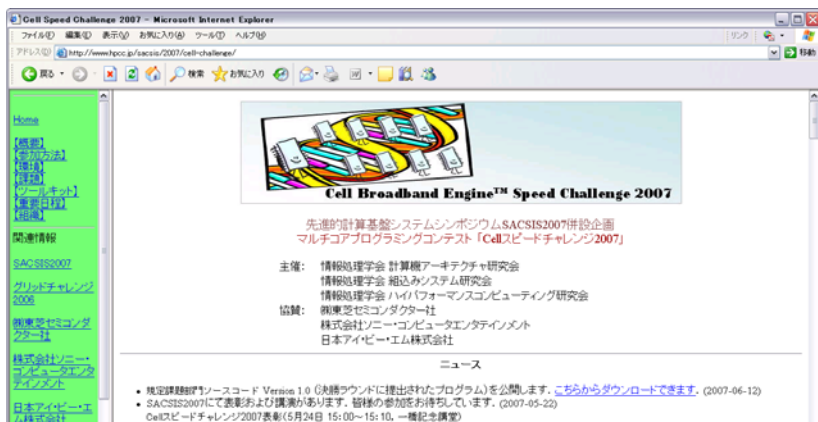 Cell Speed Challenge 2007 - Microsoft Internet Explorer
ファイル(F) 編集(E) 表示(V) お気に入り(A) ツール(T) ヘルプ(H)
リンク
アドレス(D) http://www.hpcc.jp/sacsis/2007/cell-challenge/
移動
戻る 検索 お気に入り
Home
【概要】
【参加方法】
【環境】
【課題】
【ツールキット】
【重要日程】
【組織】
関連情報
SACSIS2007
グリッドチャレンジ
2006
㈱東芝セミコンダ
クター社
株式会社ソニー・
コンピュータエンタ
テインメント
日本アイ・ビー・エ
ム株式会社
Cell Broadband Engine™ Speed Challenge 2007
先進的計算基盤システムシンポジウムSACSIS2007併設企画
マルチコアプログラミングコンテスト「Cellスピードチャレンジ2007」
主催: 情報処理学会 計算機アーキテクチャ研究会
情報処理学会 組込みシステム研究会
情報処理学会 ハイパフォーマンスコンピューティング研究会
協賛: ㈱東芝セミコンダクター社
株式会社ソニー・コンピュータエンタテインメント
日本アイ・ビー・エム株式会社
ニュース
規定課題部門ソースコード Version 1.0 (決勝ラウンドに提出されたプログラム)を公開します. こちらからダウンロードできます. (2007-06-12)
SACSIS2007にて表彰および講演があります. 皆様の参加をお待ちしています. (2007-05-22)
Cellスピードチャレンジ2007表彰(5月24日 15:00~15:10, 一橋記念講堂)